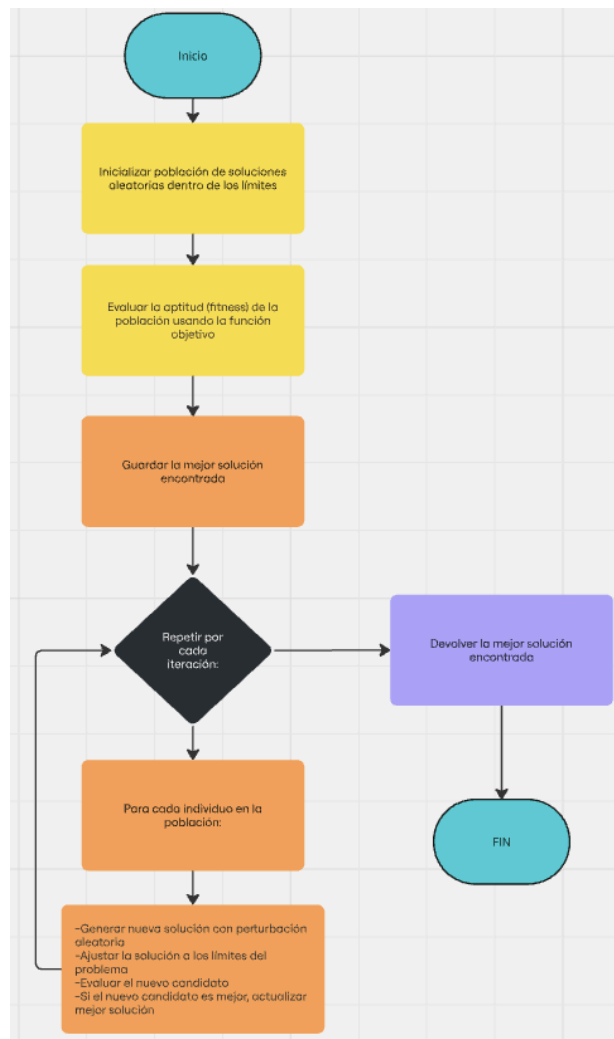 Inicio
Inicializar población de soluciones
aleatorias dentro de los límites
Evaluar la aptitud (fitness) de la
población usando la función
objetivo
Guardar la mejor solución
encontrada
Repetir por
cada
iteración:
Devolver la mejor solución
encontrada
Para cada individuo en la
población:
FIN
-Generar nueva solución con perturbación
aleatoria
-Ajustar la solución a los límites del
problema
-Evaluar el nuevo candidato
-Si el nuevo candidato es mejor, actualizar
mejor solución